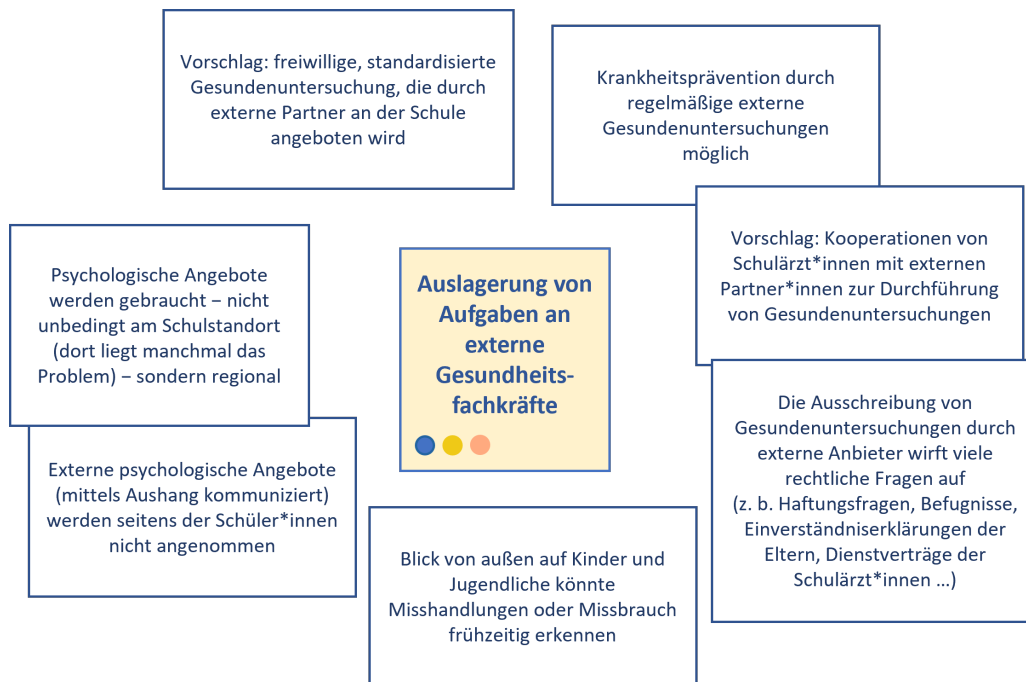 Vorschlag: freiwillige, standardisierte
Gesundenuntersuchung, die durch
externe Partner an der Schule
angeboten wird
Krankheitsprävention durch
regelmäßige externe
Gesundenuntersuchungen
möglich
Vorschlag: Kooperationen von
Schulärzt*innen mit externen
Partner*innen zur Durchführung
von Gesundenuntersuchungen
Psychologische Angebote
werden gebraucht – nicht
unbedingt am Schulstandort
(dort liegt manchmal das
Problem) – sondern regional
Auslagerung von
Aufgaben an
externe
Gesundheits-
fachkräfte
Die Ausschreibung von
Gesundenuntersuchungen durch
externe Anbieter wirft viele
rechtliche Fragen auf
(z. b. Haftungsfragen, Befugnisse,
Einverständniserklärungen der
Eltern, Dienstverträge der
Schulärzt*innen …)
Externe psychologische Angebote
(mittels Aushang kommuniziert)
werden seitens der Schüler*innen
nicht angenommen
Blick von außen auf Kinder und
Jugendliche könnte
Misshandlungen oder Missbrauch
frühzeitig erkennen